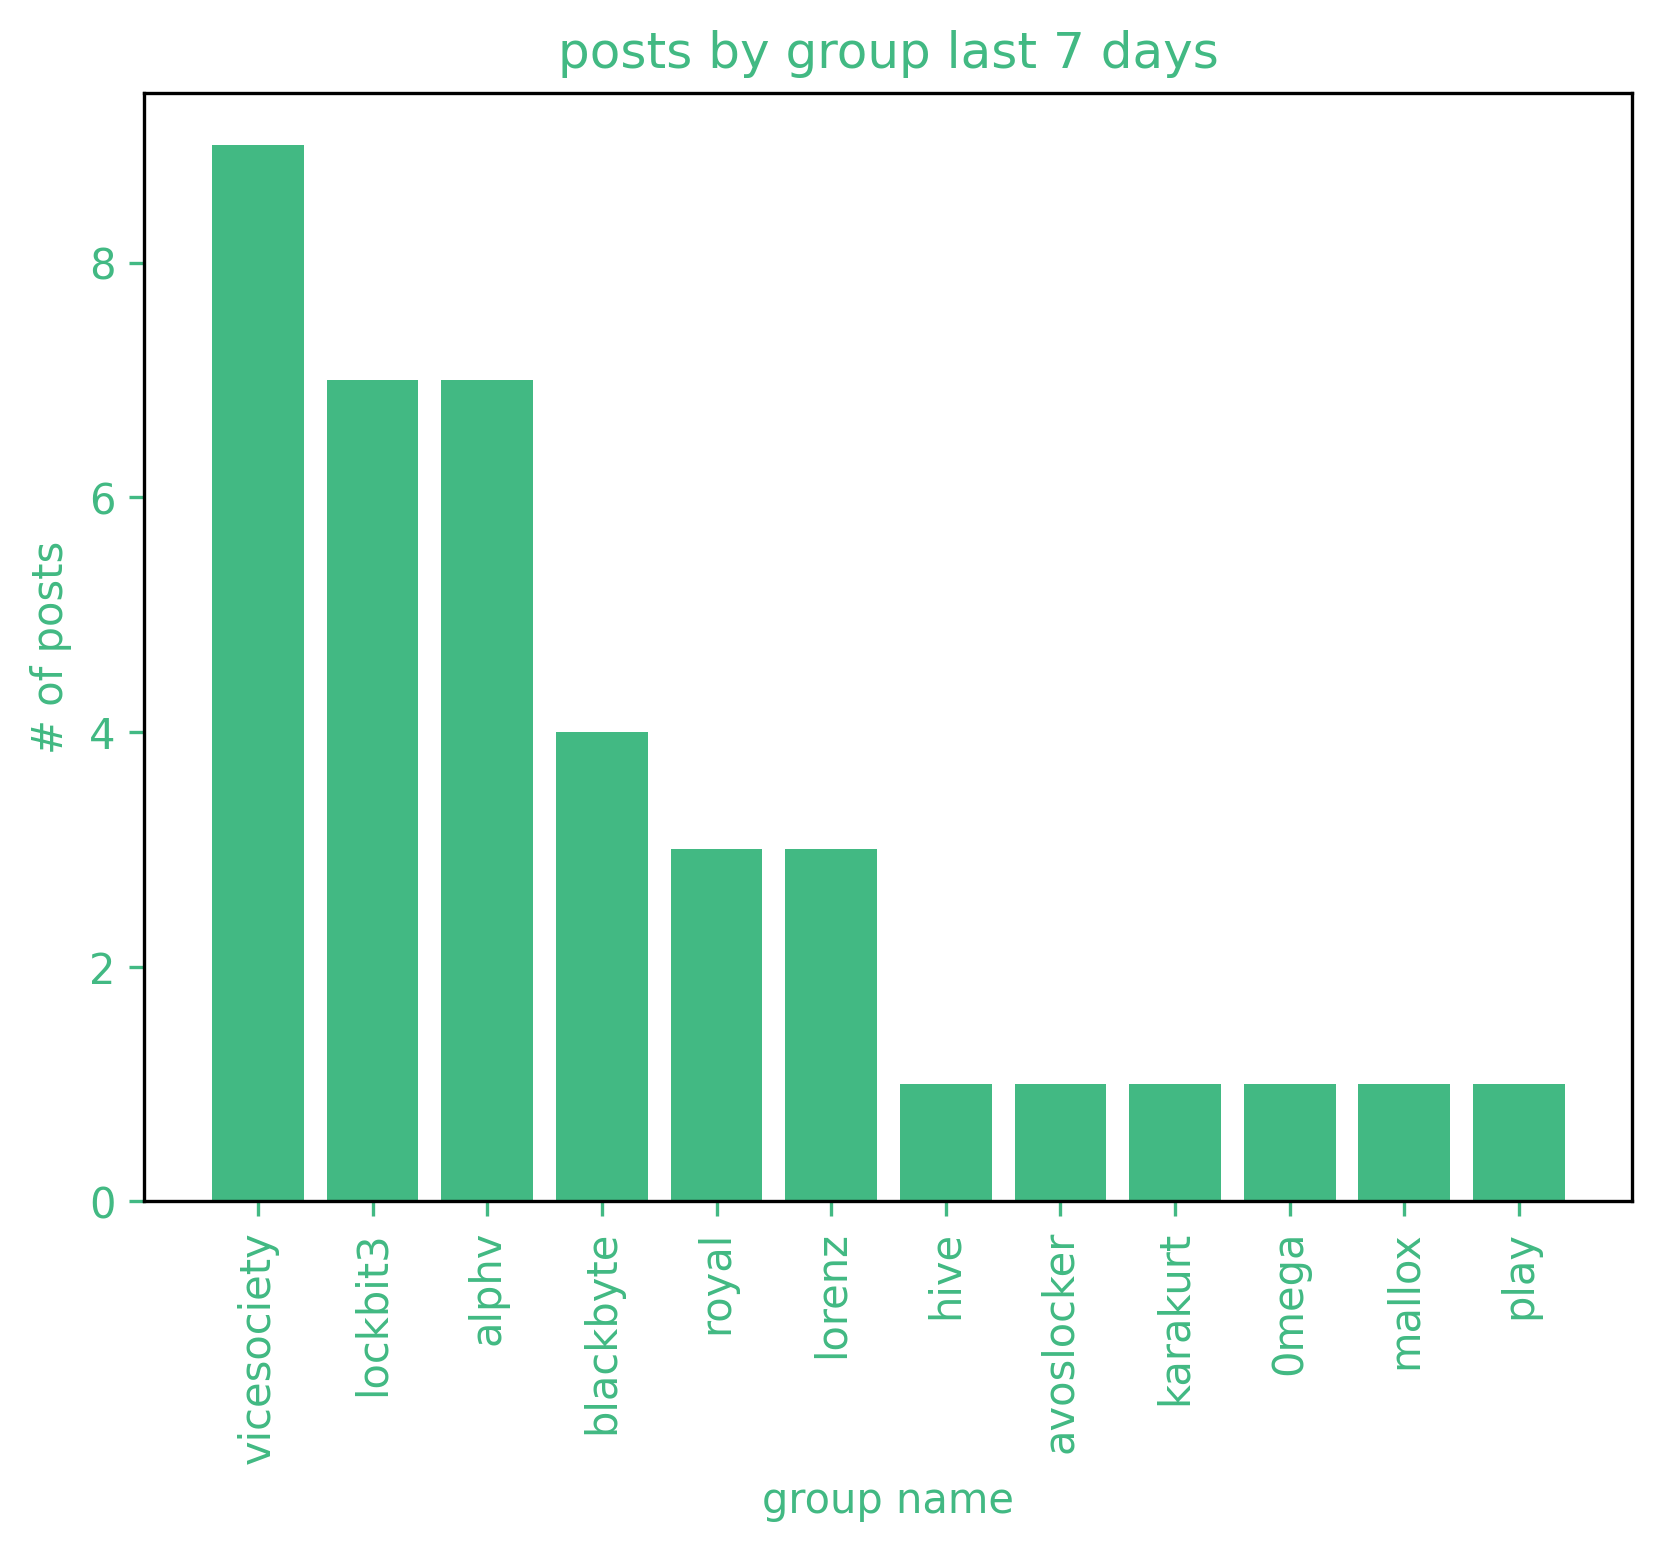 posts by group last 7 days
# of posts
8
6
4
2
0
vicesociety
lockbit3
alphv
blackbyte
royal
lorenz
hive
avoslocker
karakurt
0mega
mallox
play
group name